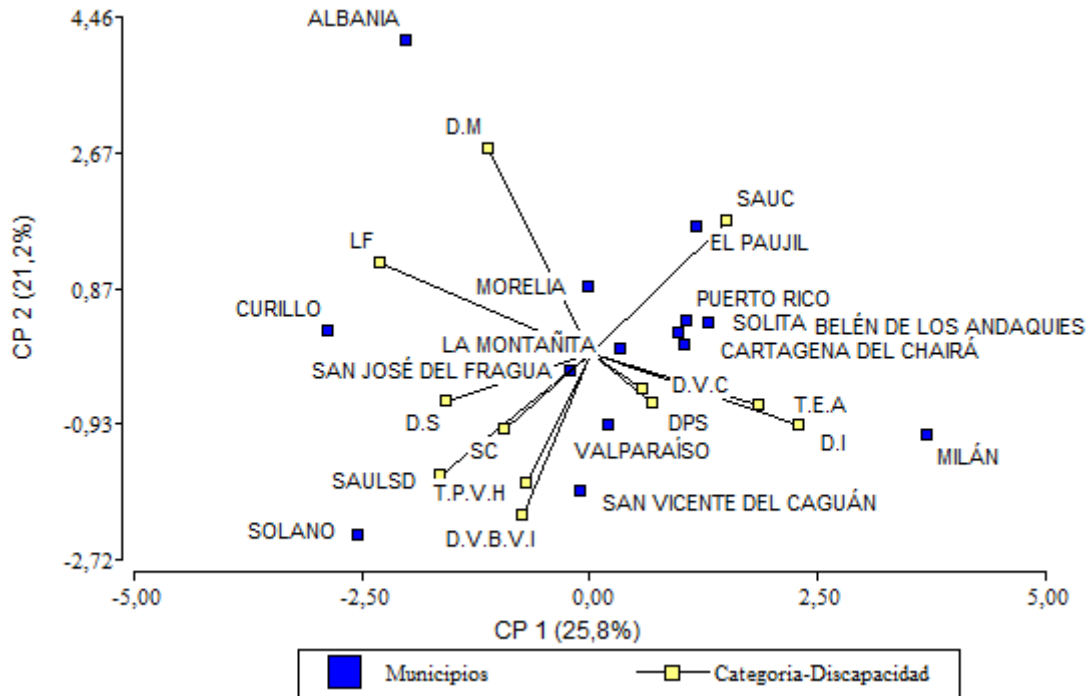 4,46
ALBANIA
D.M
2,67
SAUC
EL PAUJIL
LF
CP 2 (21,2%)
0,87
MORELIA
PUERTO RICO
CURILLO
SOLITA
BELÉN DE LOS ANDAQUIES
LA MONTAÑITA
CARTAGENA DEL CHAIRÁ
SAN JOSÉ DEL FRAGUA
D.V.C
T.E.A
-0,93
D.S
DPS
D.I
SC
VALPARAÍSO
MILÁN
SAULSD
T.P.V.H
SAN VICENTE DEL CAGUÁN
SOLANO
D.V.B.V.I
-2,72
-5,00
-2,50
0,00
2,50
5,00
CP 1 (25,8%)
Municipios
Categoria-Discapacidad